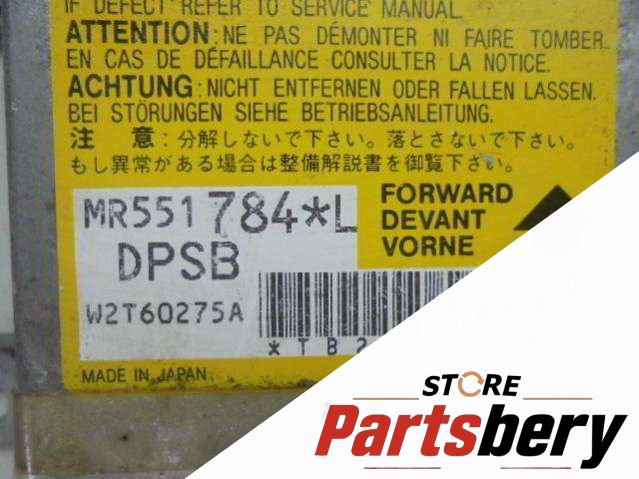 IF DEFECT REFER TO SERVICE MANUAL.
ATTENTION:NE PAS DÉMONTER NI FAIRE TOMBER.
EN CAS DE DÉFAILLANCE CONSULTER LA NOTICE.
ACHTUNG:NICHT ENTFERNEN ODER FALLEN LASSEN.
BEI STÖRUNGEN SIEHE BETRIEBSANLEITUNG.
注 意:分解しないで下さい。落とさないで下さい。
もし異常がある場合は整備解説書を御覧下さい。
MR551784*L
DPSB
W2T60275A
FORWARD
DEVANT
VORNE
*TB2
MADE IN JAPAN
STORE
Partsbery